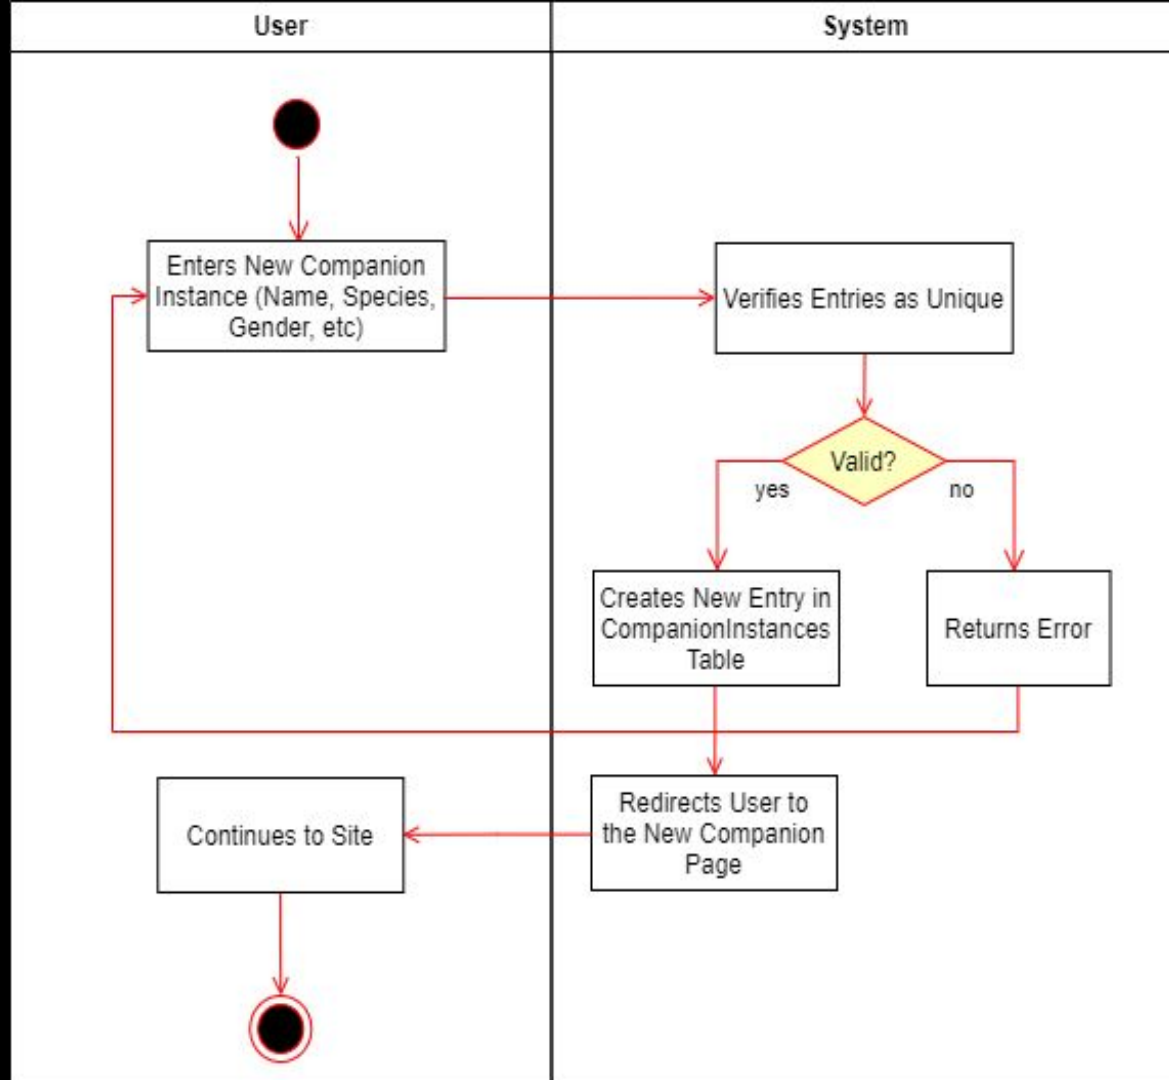 User
System
Enters New Companion
Instance (Name, Species,
Gender, etc)
Verifies Entries as Unique
Valid?
yes
no
Creates New Entry in
CompanionInstances
Table
Returns Error
Redirects User to
the New Companion
Page
Continues to Site